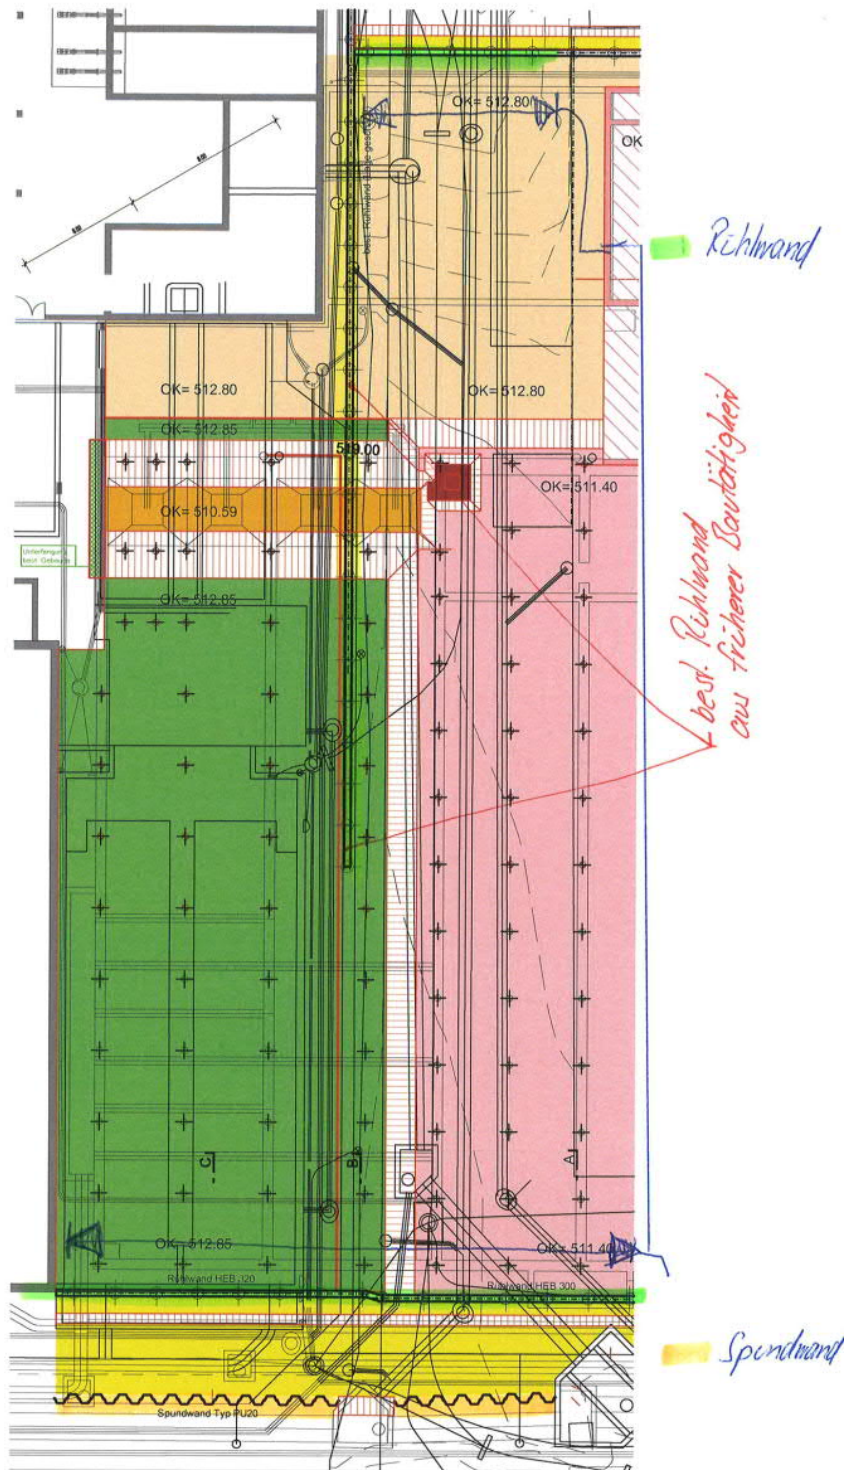 OK= 512.80
OK
Rühlwand
OK= 512.80
OK= 512.80
512.85
519.00
OK= 511.40
OK= 510.59
Unterfangung
best. Gebäude
OK= 512.85
best. Rühlwand
aus früherer Bautätigkeit
C
B
A
OK= 512.85
OK= 511.40
Rühlwand HEB 320
Rühlwand HEB 300
Spundwand
Spundwand Typ PU20